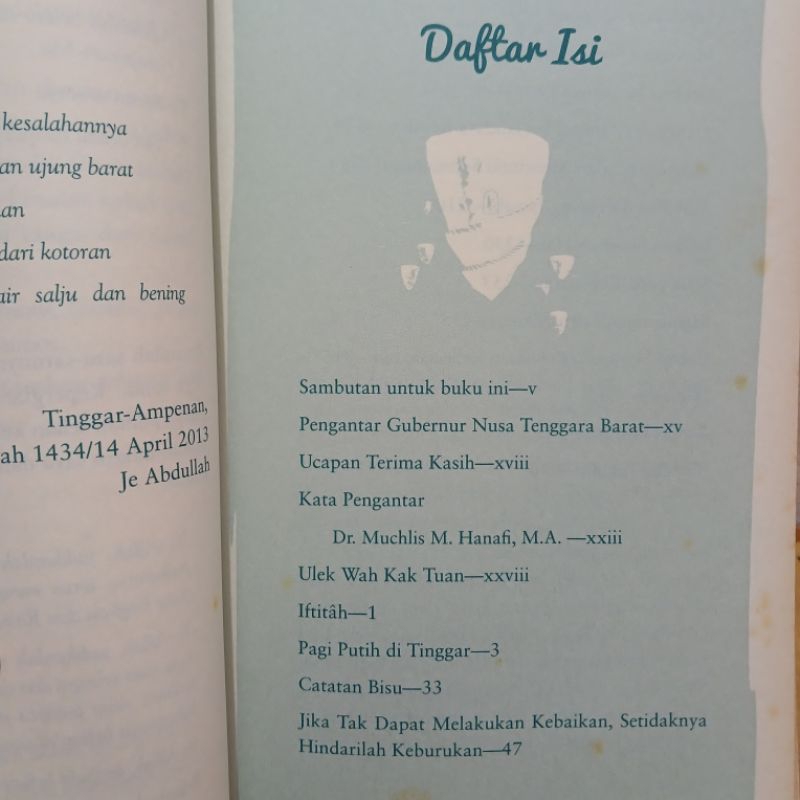 kesalahannya
an ujung barat
an
dari kotoran
air salju dan bening
Tinggar-Ampenan,
ah 1434/14 April 2013
Je Abdullah
Daftar Isi
Sambutan untuk buku ini—v
Pengantar Gubernur Nusa Tenggara Barat—xv
Ucapan Terima Kasih—xviii
Kata Pengantar
Dr. Muchlis M. Hanafi, M.A. —xxiii
Ulek Wah Kak Tuan—xxviii
Iftitâh—1
Pagi Putih di Tinggar—3
Catatan Bisu—33
Jika Tak Dapat Melakukan Kebaikan, Setidaknya
Hindarilah Keburukan—47